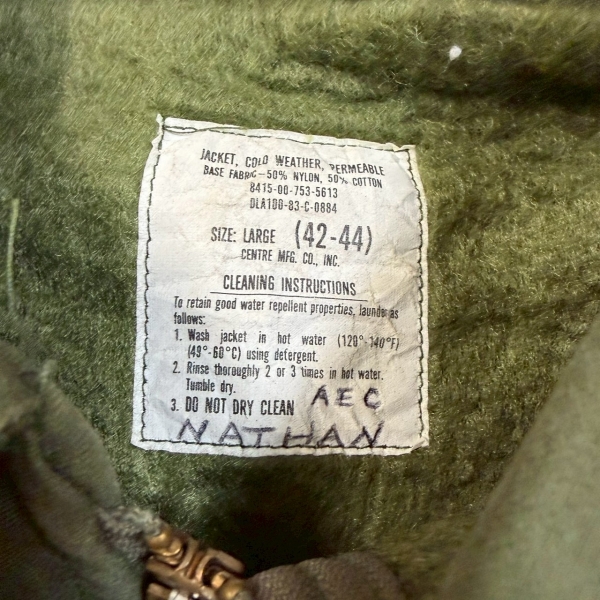 JACKET, COLD WEATHER, PERMEABLE
BASE FABRIC-50% NYLON, 50% COTTON
8415-00-753-5613
DLA100-83-C-0884
SIZE: LARGE (42-44)
CENTRE MFG. CO., INC.
CLEANING INSTRUCTIONS
To retain good water repellent properties, launder as
follows:
1. Wash jacket in hot water (120°-140°F)
(49°-60°C) using detergent.
2. Rinse thoroughly 2 or 3 times in hot water.
Tumble dry.
3. DO NOT DRY CLEAN AEC
NATHAN